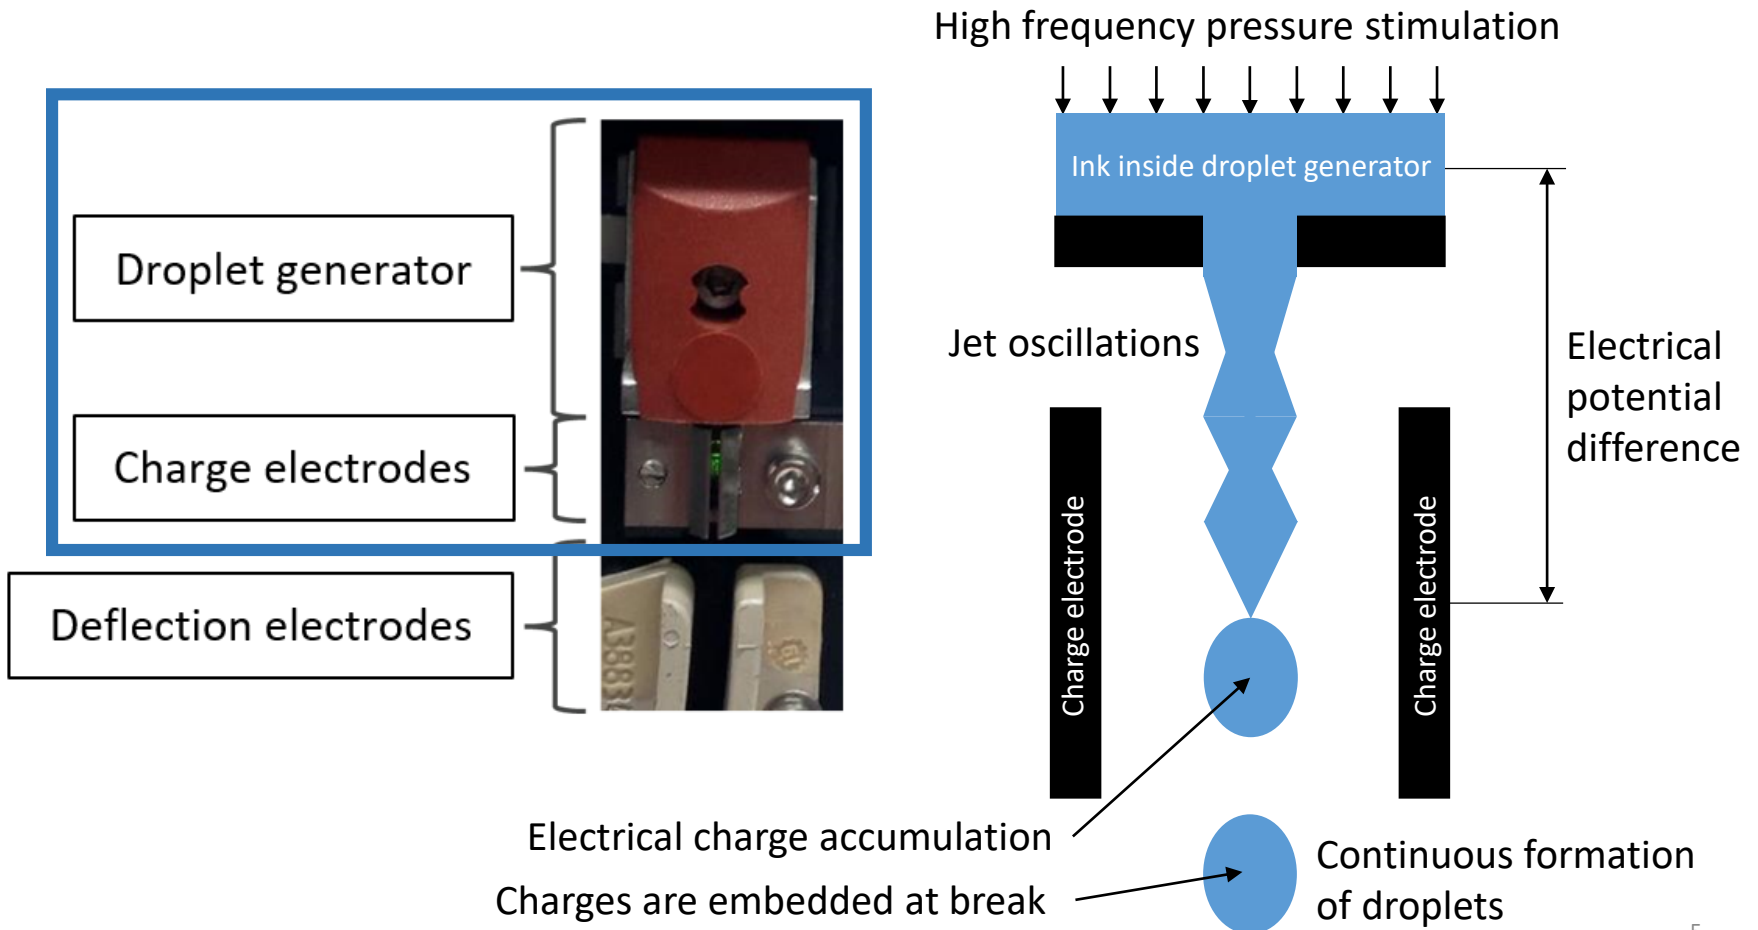 High frequency pressure stimulation
Ink inside droplet generator
Droplet generator
Jet oscillations
Electrical
potential
difference
Charge electrodes
Charge electrode
Charge electrode
Deflection electrodes
Electrical charge accumulation
Charges are embedded at break
Continuous formation
of droplets